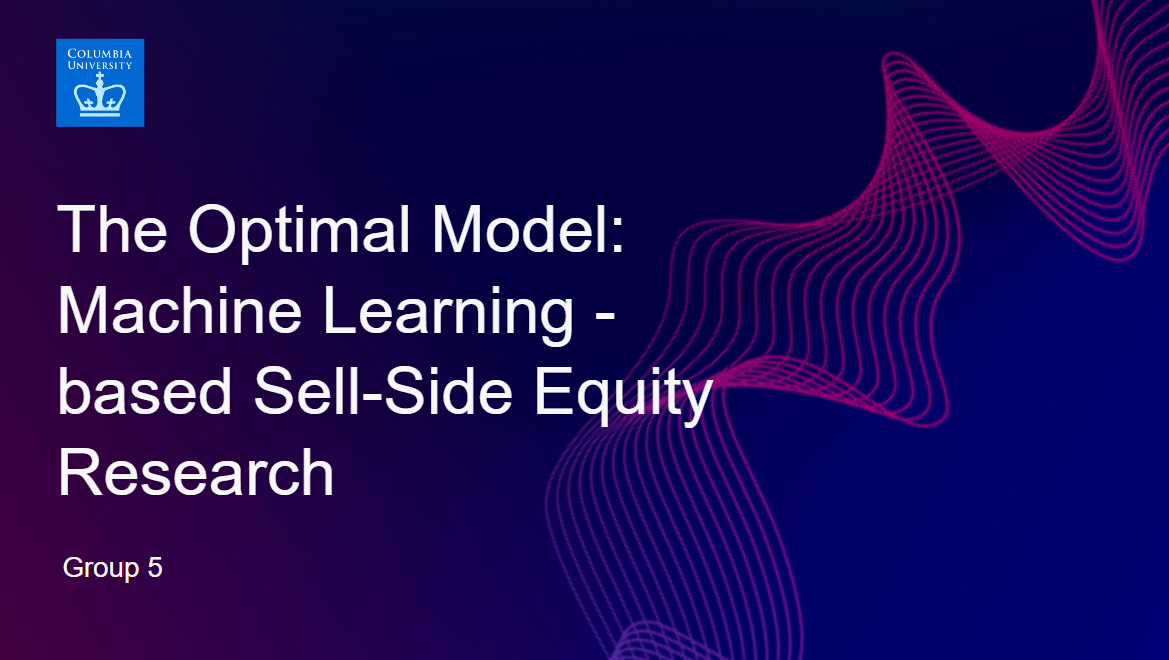 COLUMBIA
UNIVERSITY
The Optimal Model:
Machine Learning -
based Sell-Side Equity
Research
Group 5